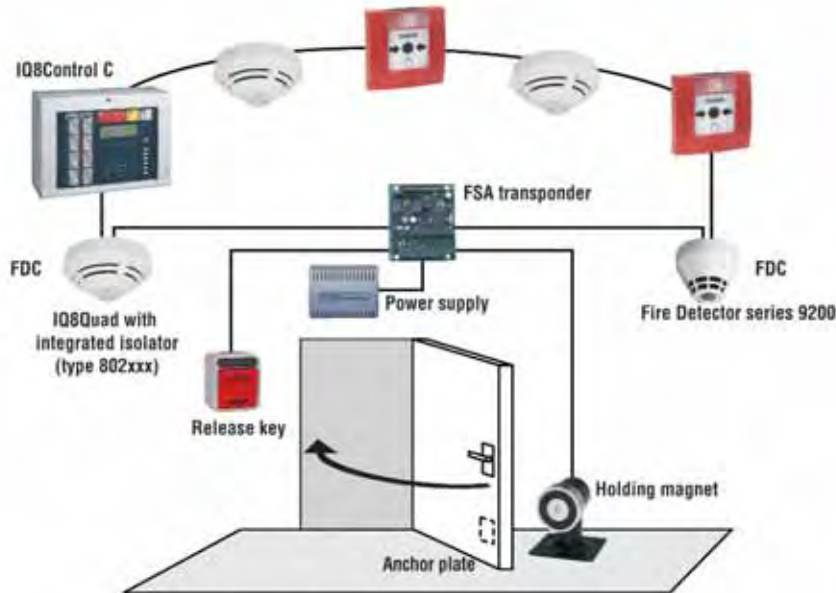 IQ8Control C
FSA transponder
FDC
FDC
IQ8Quad with
integrated isolator
(type 802xxx)
Power supply
Fire Detector series 9200
Release key
Holding magnet
Anchor plate